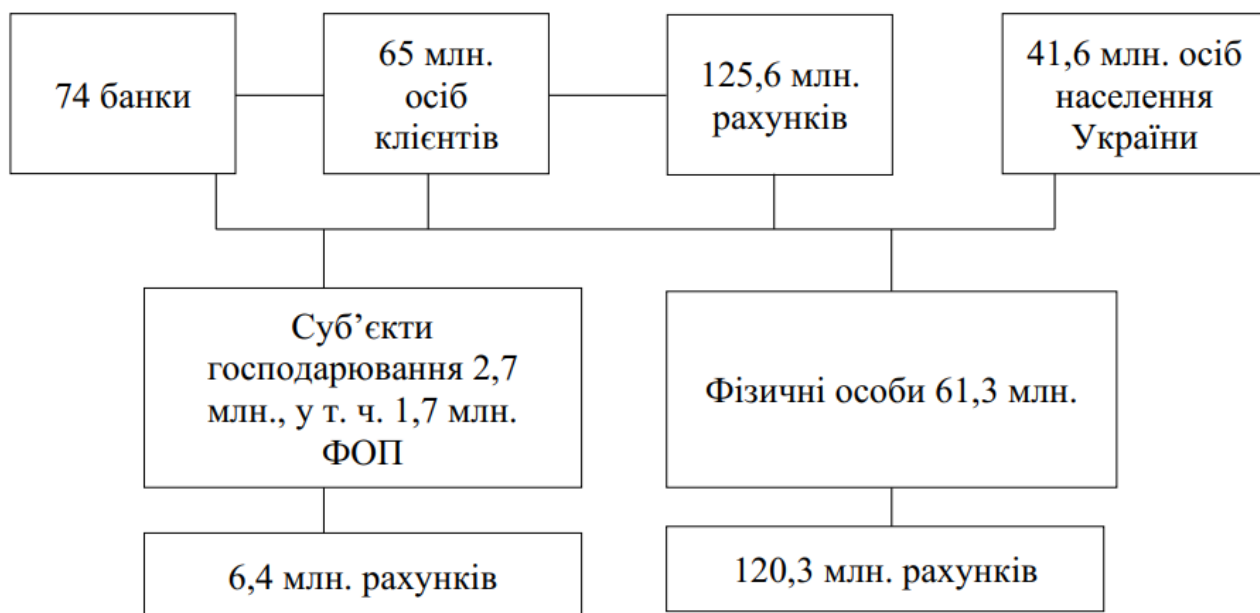 74 банки
65 млн.
осіб
клієнтів
125,6 млн.
рахунків
41,6 млн. осіб
населення
України
Суб’єкти
господарювання 2,7
млн., у т. ч. 1,7 млн.
ФОП
Фізичні особи 61,3 млн.
6,4 млн. рахунків
120,3 млн. рахунків